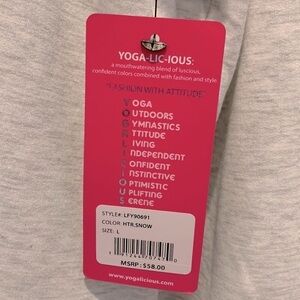 YOGA-LIC-IOUS:
a mouthwatering blend of luscious,
confident colors combined with fashion and style
"FASHION WITH ATTITUDE"
YOGA
OUTDOORS
GYMNASTICS
ATTITUDE
LIVING
INDEPENDENT
CONFIDENT
INSTINCTIVE
OPTIMISTIC
UPLIFTING
SERENE
STYLE#: LFY90691
COLOR: HTR.SNOW
SIZE: L
MSRP : $58.00
www.yogalicious.com